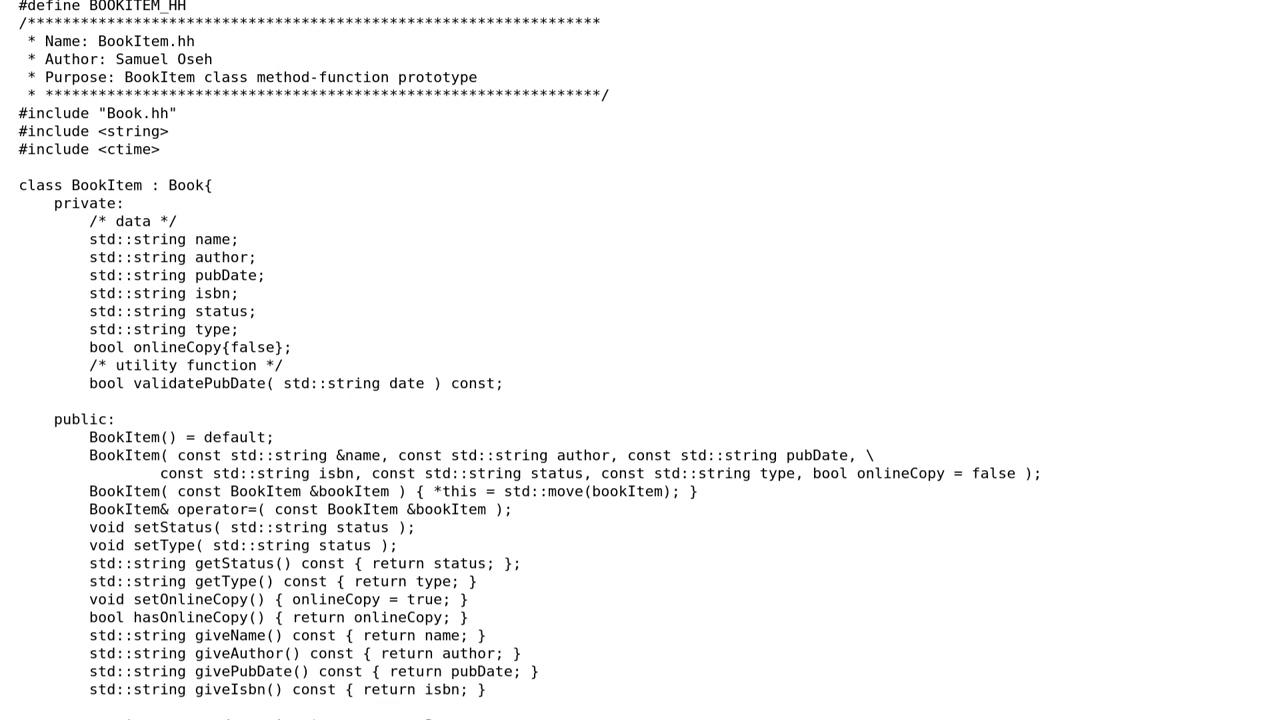 #define BOOKITEM_HH
/*****************************************************************
 * Name: BookItem.hh
 * Author: Samuel Oseh
 * Purpose: BookItem class method-function prototype
 * ***************************************************************/
#include "Book.hh"
#include <string>
#include <ctime>

class BookItem : Book{
    private:
        /* data */
        std::string name;
        std::string author;
        std::string pubDate;
        std::string isbn;
        std::string status;
        std::string type;
        bool onlineCopy{false};
        /* utility function */
        bool validatePubDate( std::string date ) const;

    public:
        BookItem() = default;
        BookItem( const std::string &name, const std::string author, const std::string pubDate, \
                const std::string isbn, const std::string status, const std::string type, bool onlineCopy = false );
        BookItem( const BookItem &bookItem ) { *this = std::move(bookItem); }
        BookItem& operator=( const BookItem &bookItem );
        void setStatus( std::string status );
        void setType( std::string status );
        std::string getStatus() const { return status; };
        std::string getType() const { return type; }
        void setOnlineCopy() { onlineCopy = true; }
        bool hasOnlineCopy() { return onlineCopy; }
        std::string giveName() const { return name; }
        std::string giveAuthor() const { return author; }
        std::string givePubDate() const { return pubDate; }
        std::string giveIsbn() const { return isbn; }